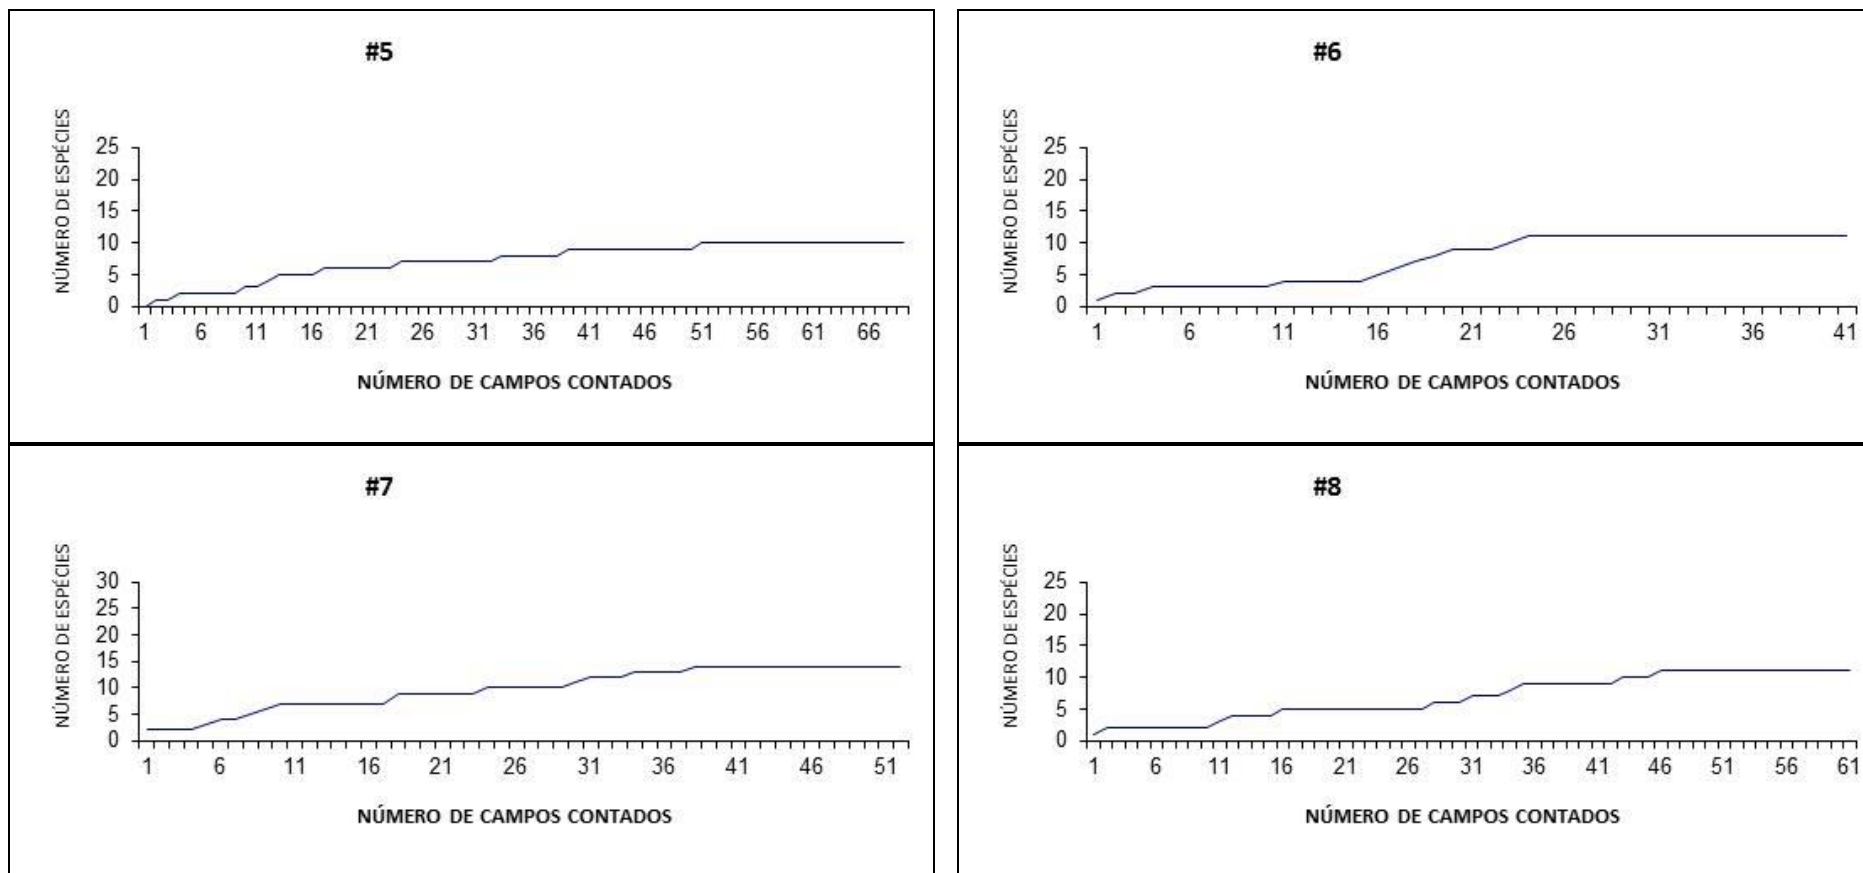 #5
NÚMERO DE ESPÉCIES
25
20
15
10
5
0
1 6 11 16 21 26 31 36 41 46 51 56 61 66
NÚMERO DE CAMPOS CONTADOS
#6
NÚMERO DE ESPÉCIES
25
20
15
10
5
0
1 6 11 16 21 26 31 36 41
NÚMERO DE CAMPOS CONTADOS
#7
NÚMERO DE ESPÉCIES
30
25
20
15
10
5
0
1 6 11 16 21 26 31 36 41 46 51
NÚMERO DE CAMPOS CONTADOS
#8
NÚMERO DE ESPÉCIES
25
20
15
10
5
0
1 6 11 16 21 26 31 36 41 46 51 56 61
NÚMERO DE CAMPOS CONTADOS